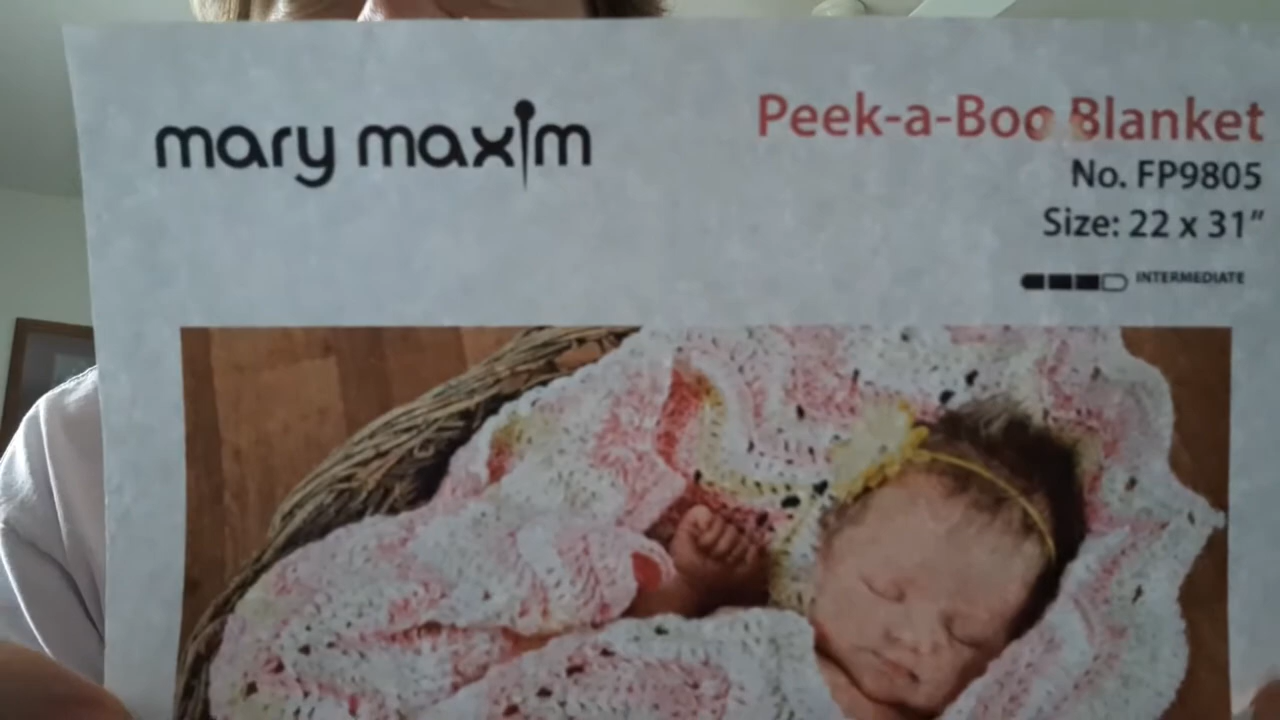 mary maxim
Peek-a-Boo Blanket
No. FP9805
Size: 22 x 31”
INTERMEDIATE